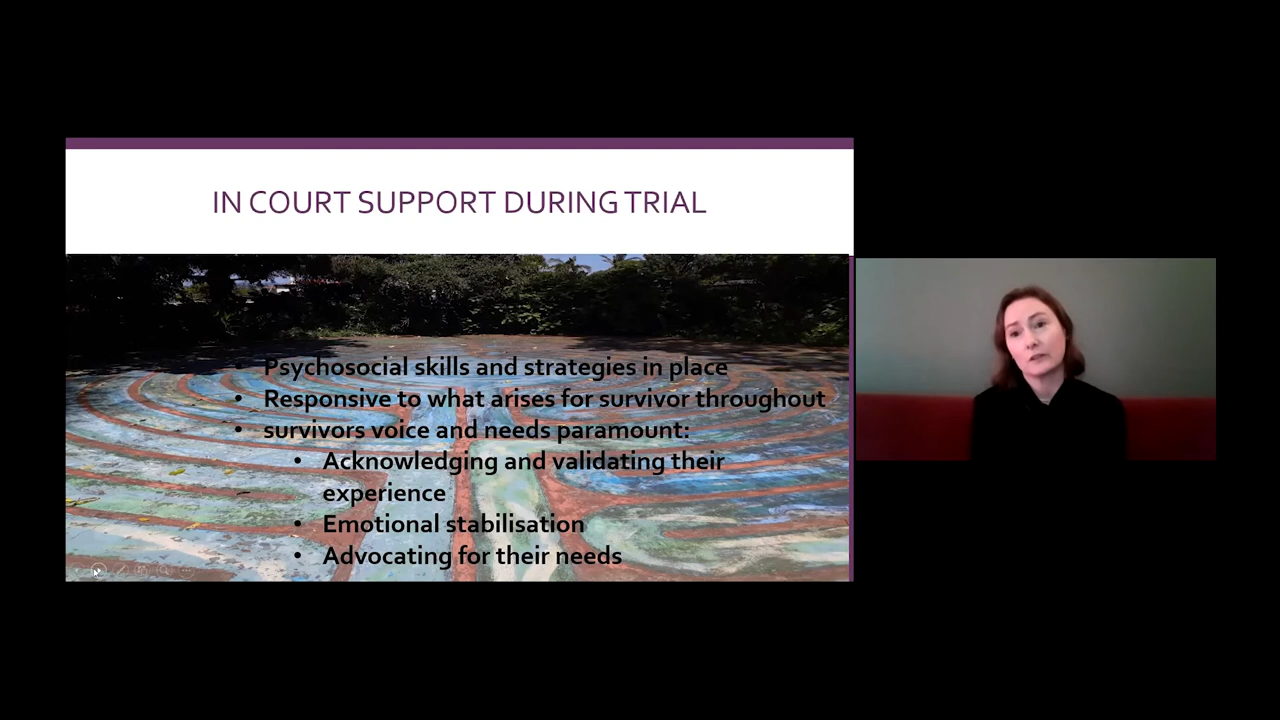 IN COURT SUPPORT DURING TRIAL
• Psychosocial skills and strategies in place
• Responsive to what arises for survivor throughout
• survivors voice and needs paramount:
• Acknowledging and validating their
experience
• Emotional stabilisation
• Advocating for their needs